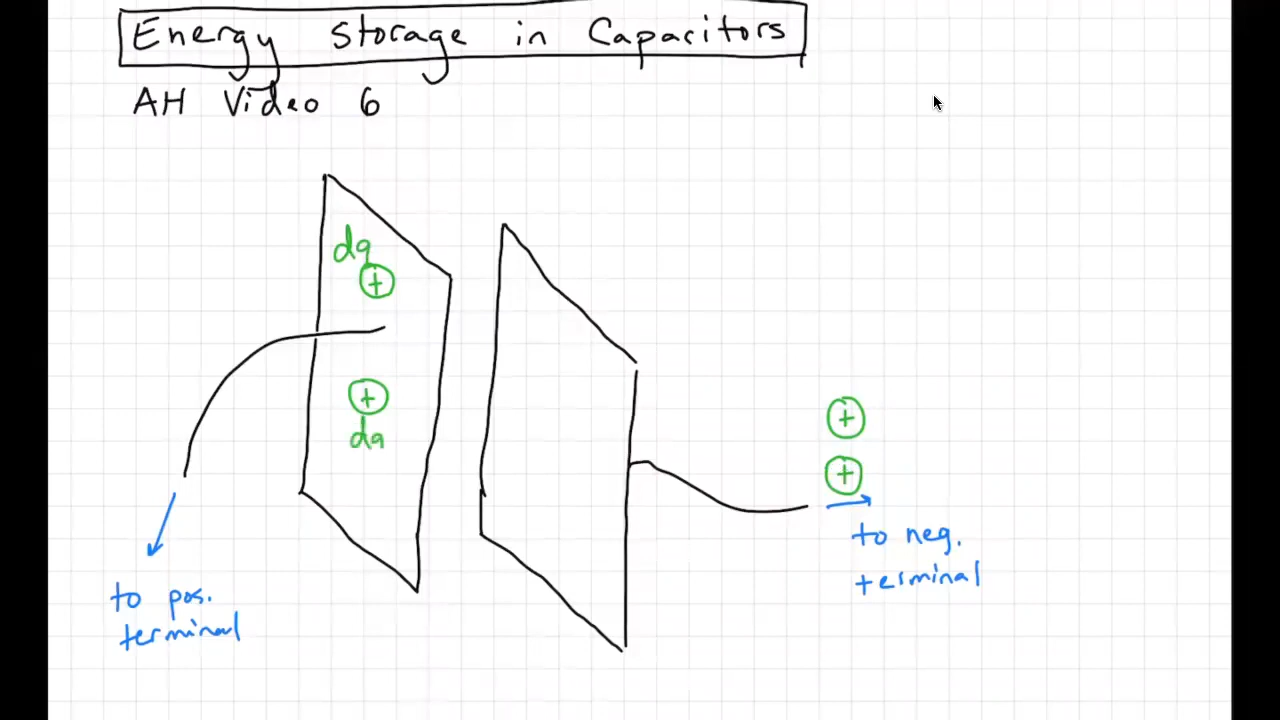 Energy Storage in Capacitors
AH Video 6
dq
+
+
dq
+
+
to neg.
terminal
to pos.
terminal